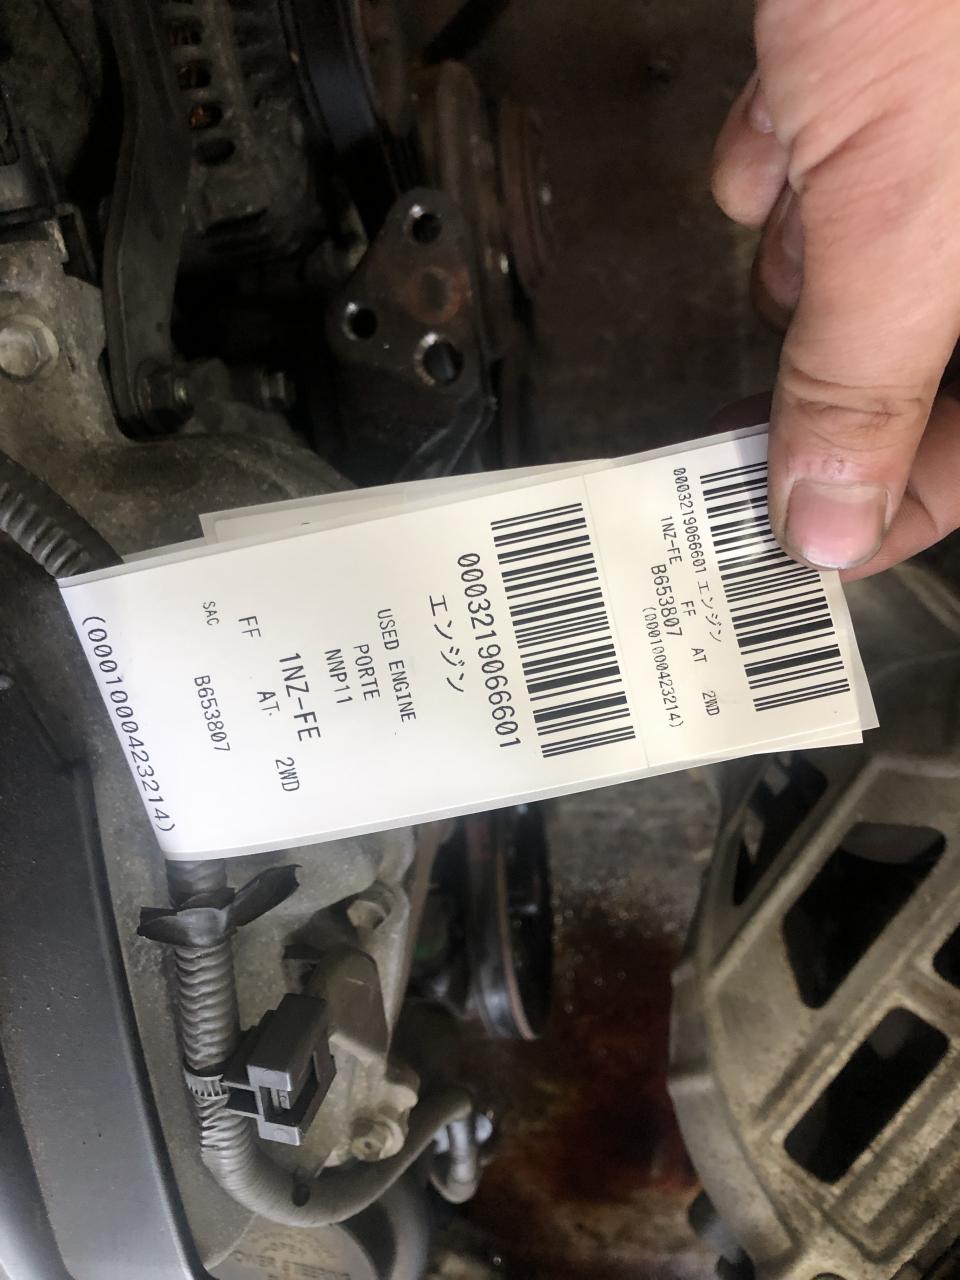 0003219066601
エンジン
USED ENGINE
PORTE
NNP11
1NZ-FE 2WD
FF AT.
SAC B653807
(0001000423214)
0003219066601 エンジン
1NZ-FE FF AT 2WD
B653807 (0001000423214)